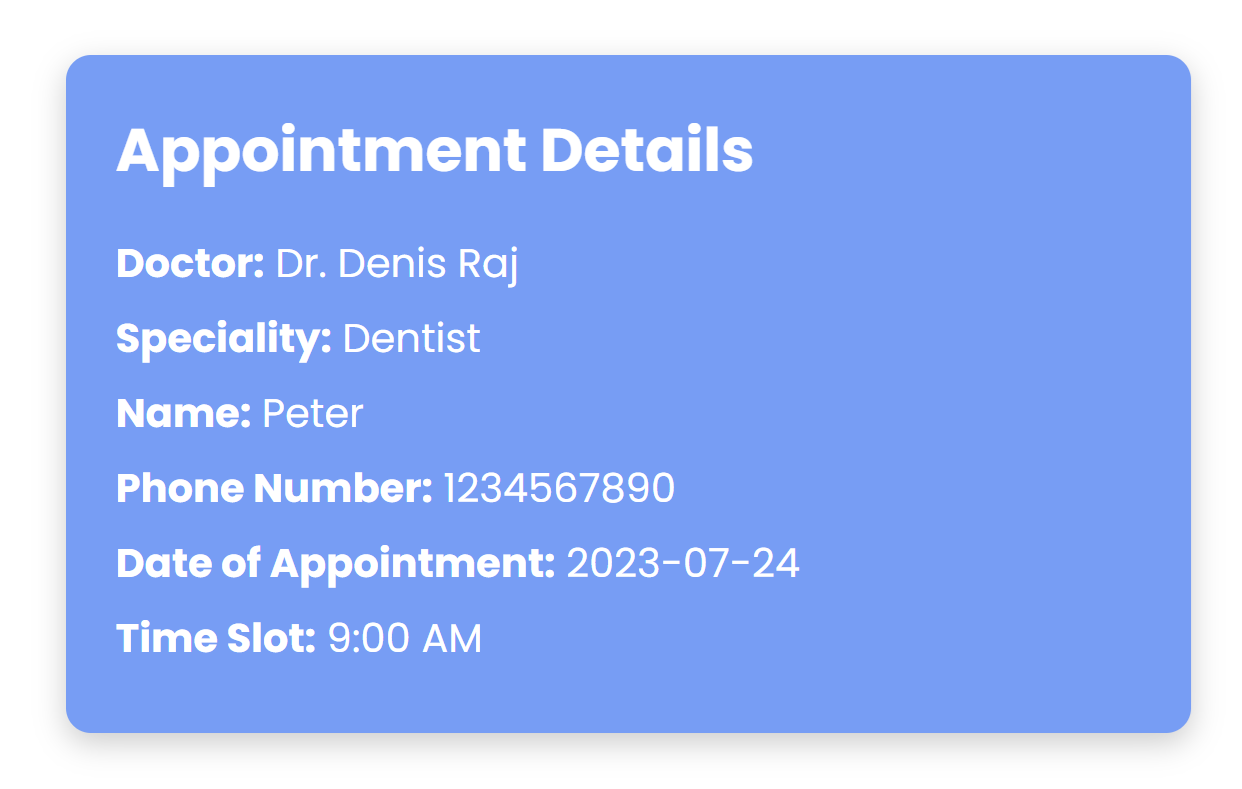 Appointment Details
Doctor: Dr. Denis Raj
Speciality: Dentist
Name: Peter
Phone Number: 1234567890
Date of Appointment: 2023-07-24
Time Slot: 9:00 AM